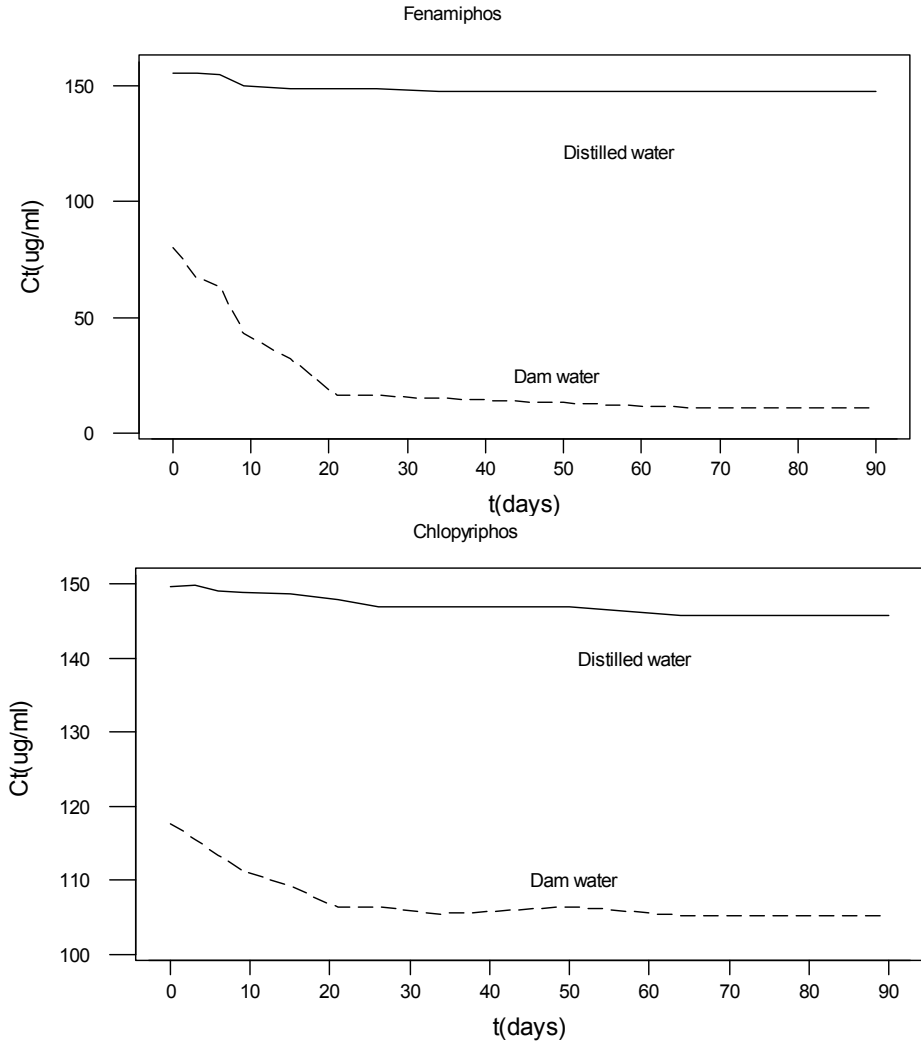 Fenamiphos
150
100
50
0
Ct(ug/ml)
Distilled water
Dam water
0 10 20 30 40 50 60 70 80 90
t(days)
Chlopyriphos
150
140
130
120
110
100
Ct(ug/ml)
Distilled water
Dam water
0 10 20 30 40 50 60 70 80 90
t(days)